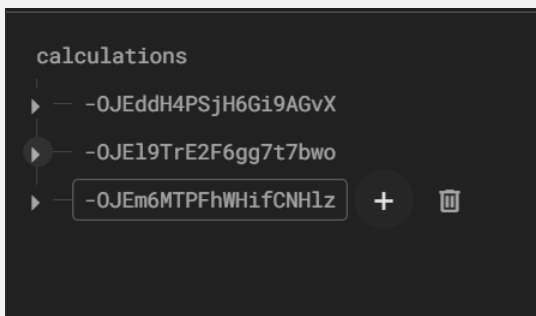 calculations
-OJEddH4PSjH6Gi9AGvX
-OJEl9TrE2F6gg7t7bwo
-OJEm6MTPFhWHifCNHlz